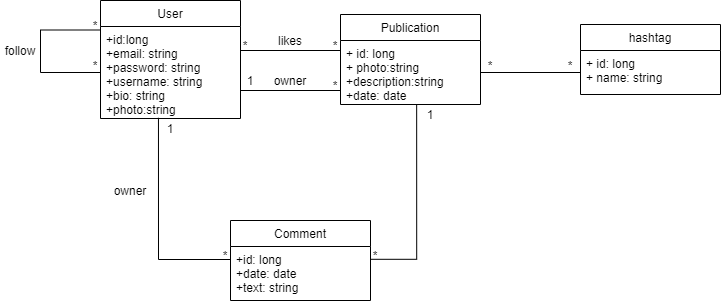 User
+id:long
+email: string
+password: string
+username: string
+bio: string
+photo:string
follow
*
*
*
likes
*
1
owner
*
Publication
+ id: long
+ photo:string
+description:string
+date: date
*
*
hashtag
+ id: long
+ name: string
1
1
owner
*
*
Comment
+id: long
+date: date
+text: string